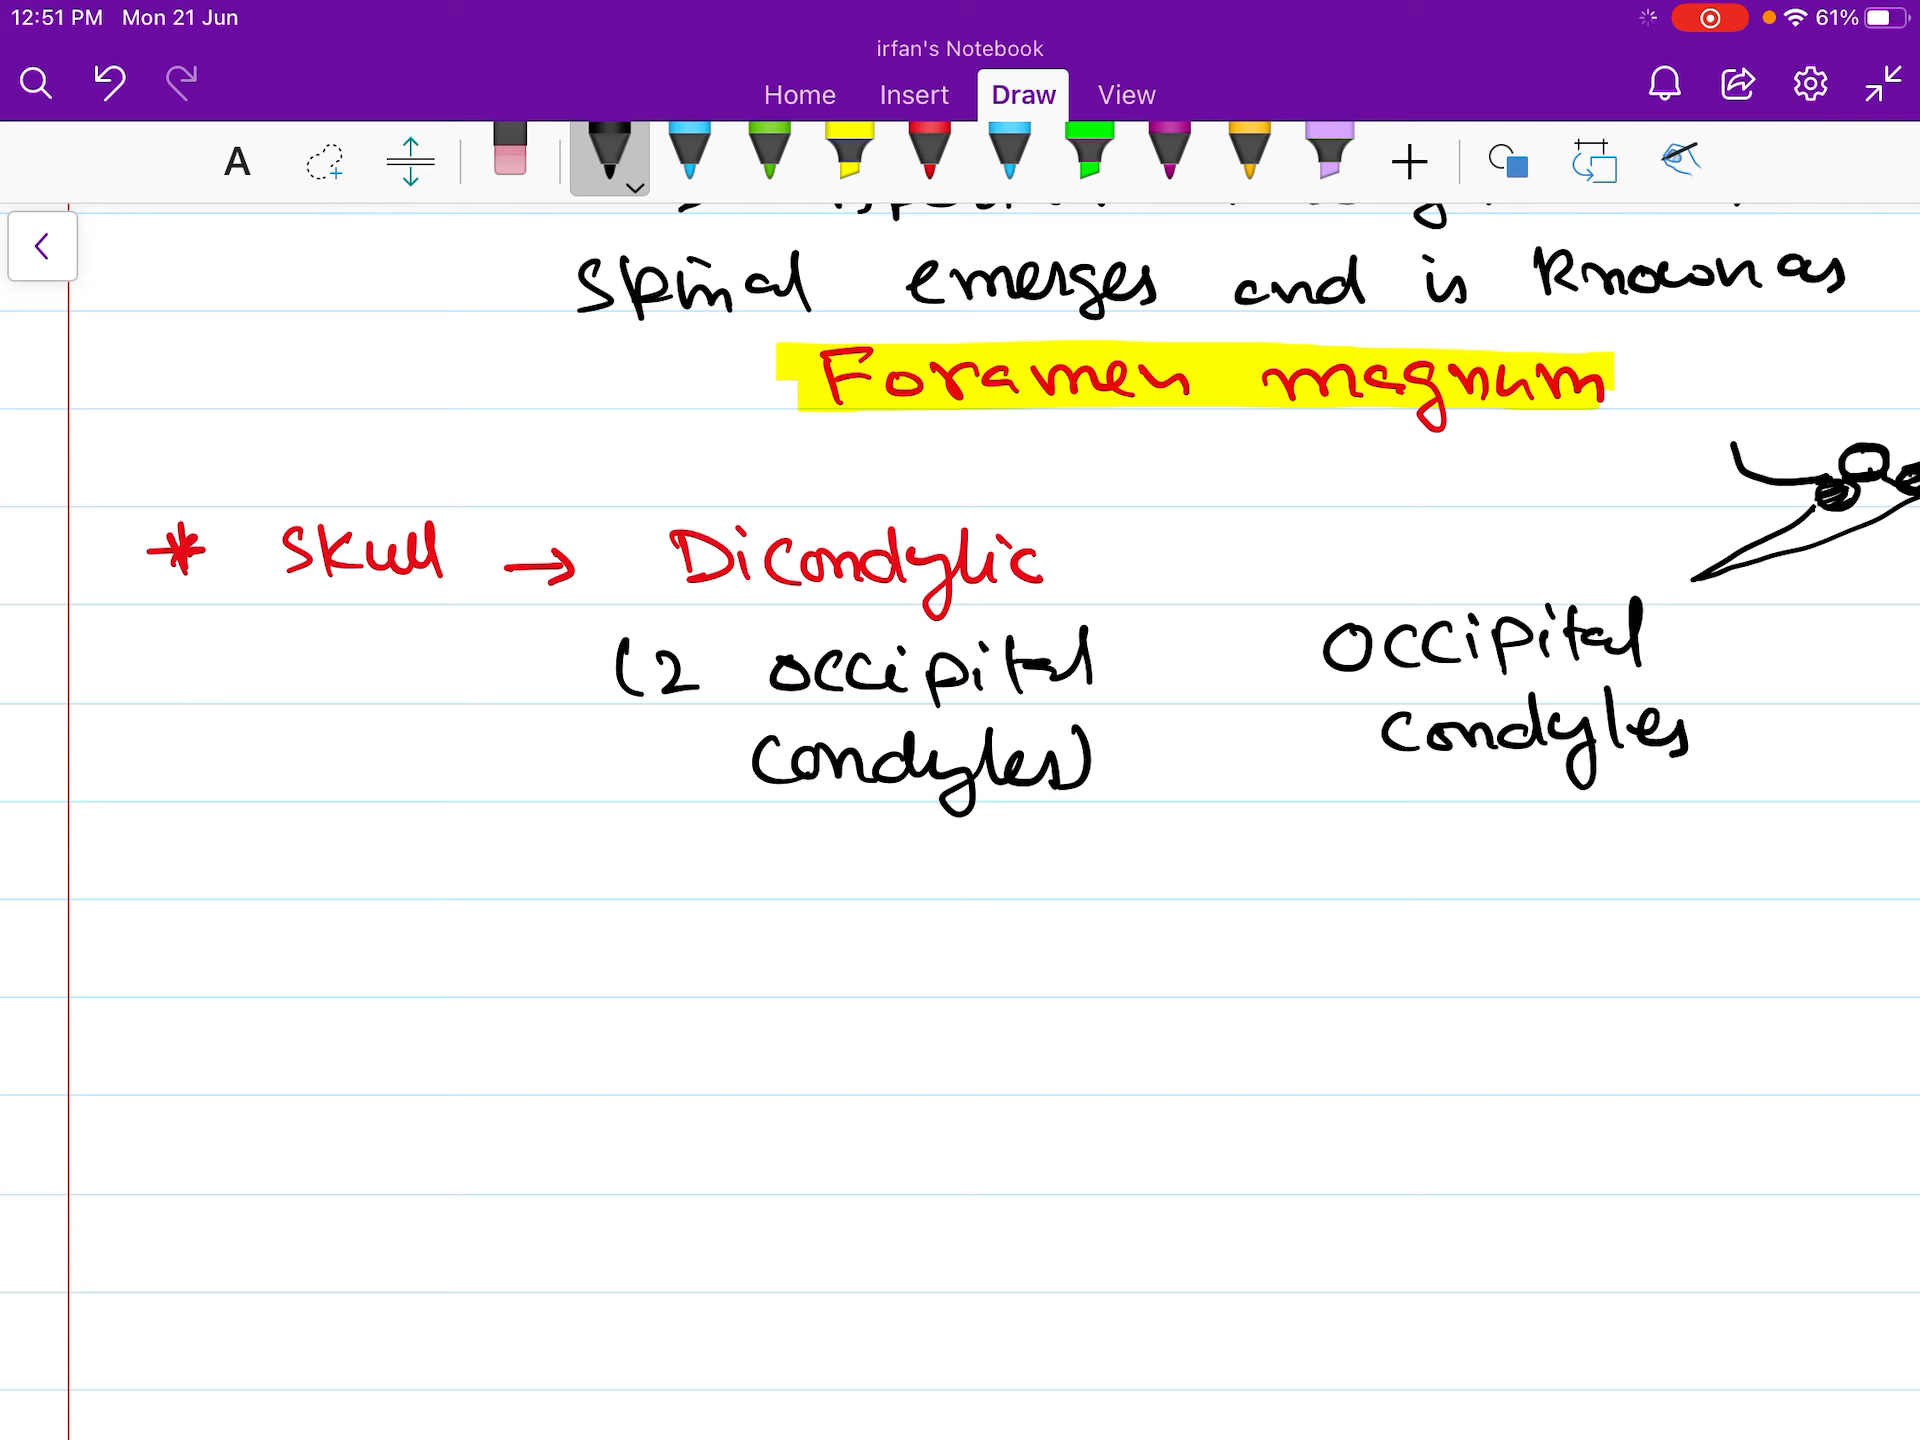 12:51 PM Mon 21 Jun
61%
irfan's Notebook
Home Insert Draw View
A
spinal emerges and is known as
Foramen magnum
* Skull → Dicondylic
(2 occipital
condyles)
occipital
condyles